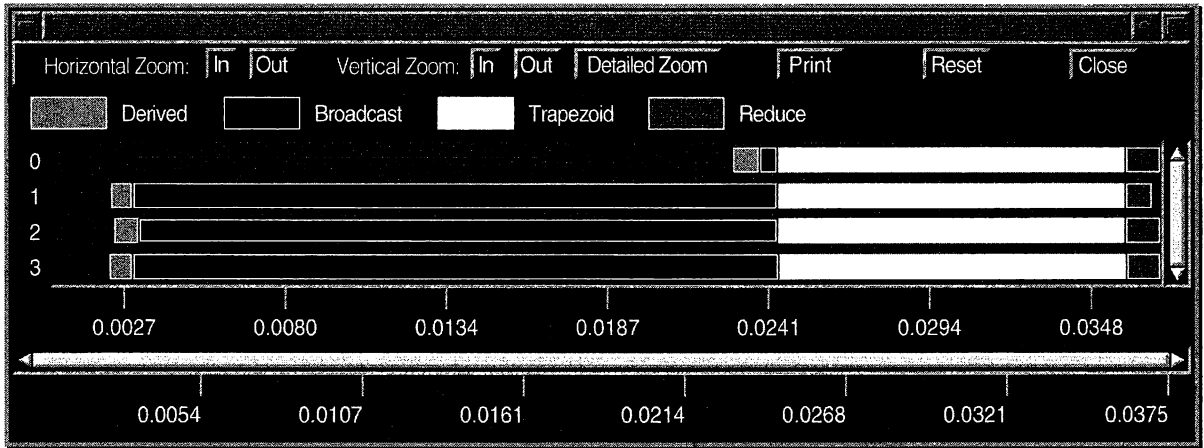 Horizontal Zoom: In Out Vertical Zoom: In Out Detailed Zoom Print Reset Close
Derived Broadcast Trapezoid Reduce
0
1
2
3
0.0027 0.0080 0.0134 0.0187 0.0241 0.0294 0.0348
0.0054 0.0107 0.0161 0.0214 0.0268 0.0321 0.0375